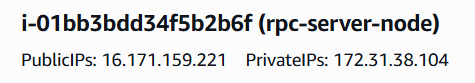 i-01bb3bdd34f5b2b6f (rpc-server-node)
PublicIPs: 16.171.159.221 PrivateIPs: 172.31.38.104